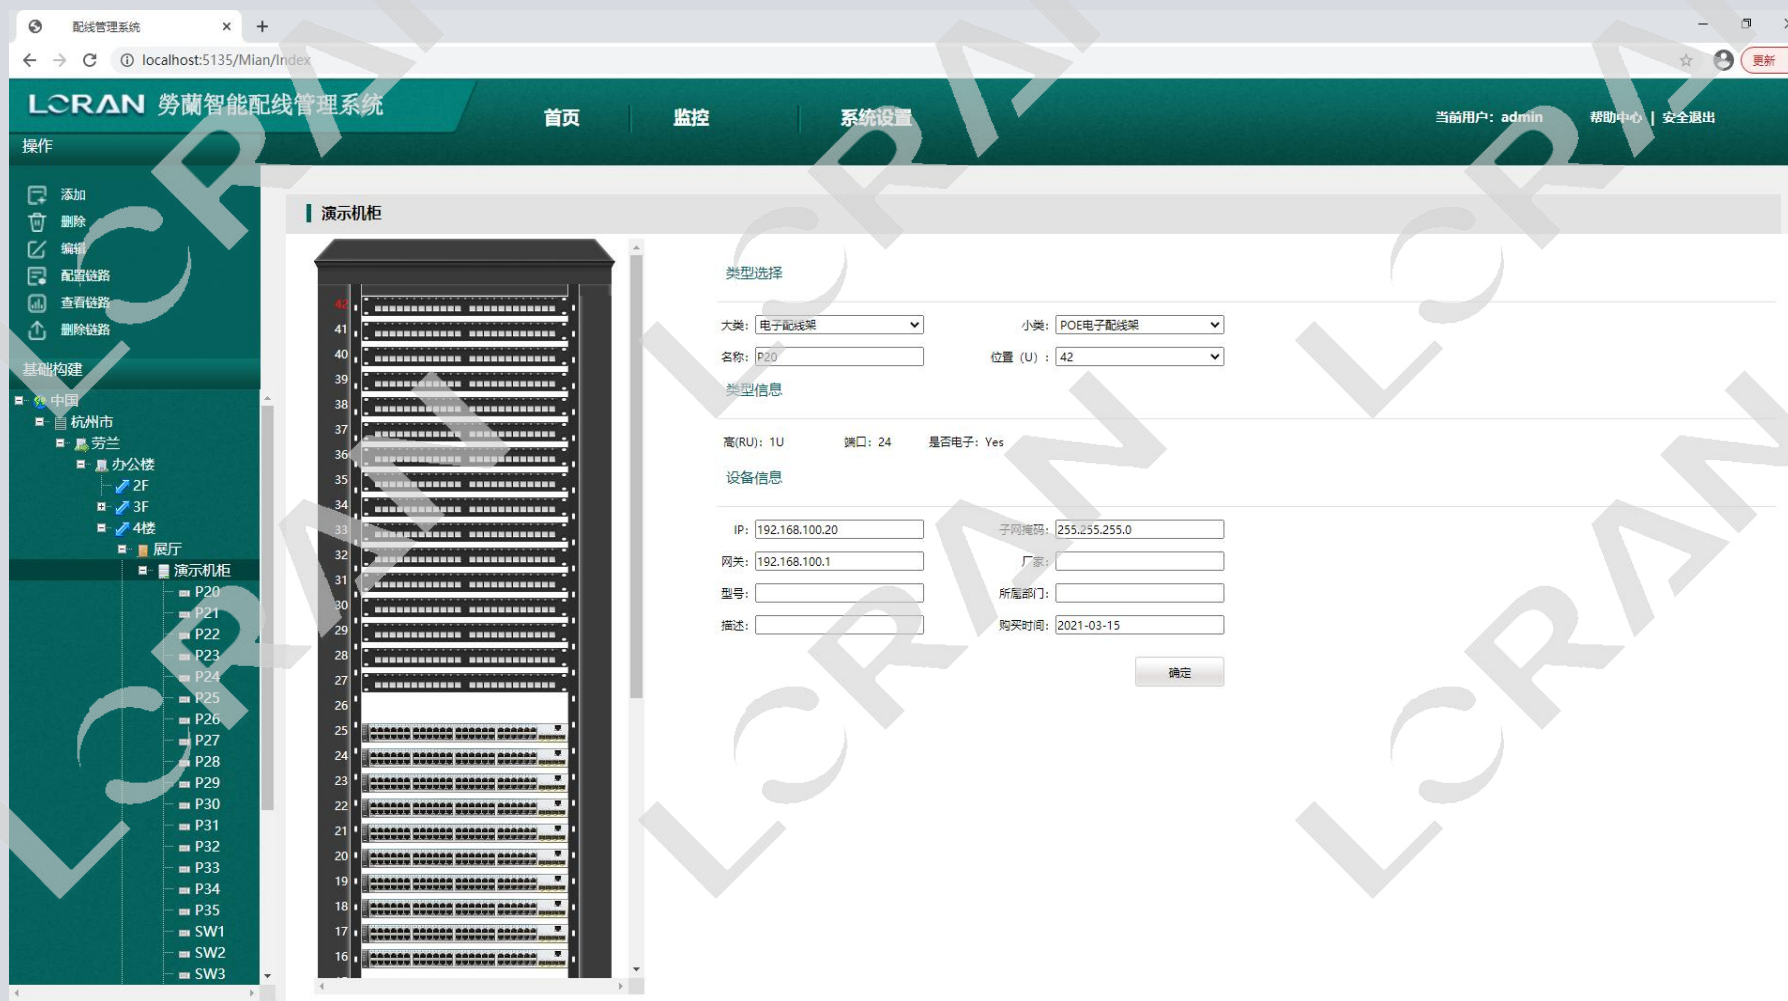 配线管理系统
localhost:5135/Mian/Index
更新
LORAN 劳蘭智能配线管理系统
首页
监控
系统设置
当前用户：admin
帮助中心 | 安全退出
操作
添加
删除
编辑
配置链路
查看链路
删除链路
基础构建
中国
杭州市
劳兰
办公楼
2F
3F
4楼
展厅
演示机柜
P20
P21
P22
P23
P24
P25
P26
P27
P28
P29
P30
P31
P32
P33
P34
P35
SW1
SW2
SW3
演示机柜
42
41
40
39
38
37
36
35
34
33
32
31
30
29
28
27
26
25
24
23
22
21
20
19
18
17
16
类型选择
大类： 电子配线架 小类： POE电子配线架
名称： P20 位置（U）： 42
类型信息
高(RU)：1U 端口：24 是否电子：Yes
设备信息
IP： 192.168.100.20 子网掩码： 255.255.255.0
网关： 192.168.100.1 厂家：
型号： 所属部门：
描述： 购买时间： 2021-03-15
确定
LORAN
LORAN
LORAN